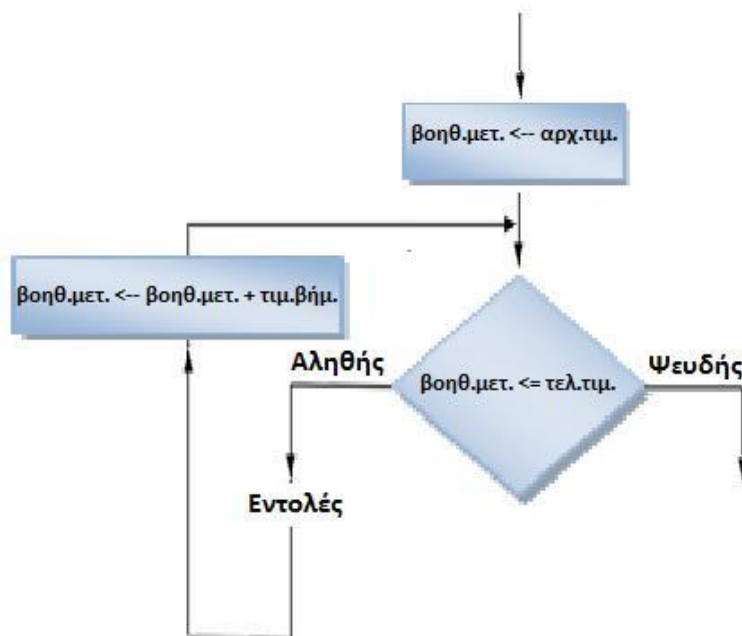 βοηθ.μετ. <-- αρχ.τιμ.
βοηθ.μετ. <-- βοηθ.μετ. + τιμ.βήμ.
Αληθής
Ψευδής
βοηθ.μετ. <= τελ.τιμ.
Εντολές